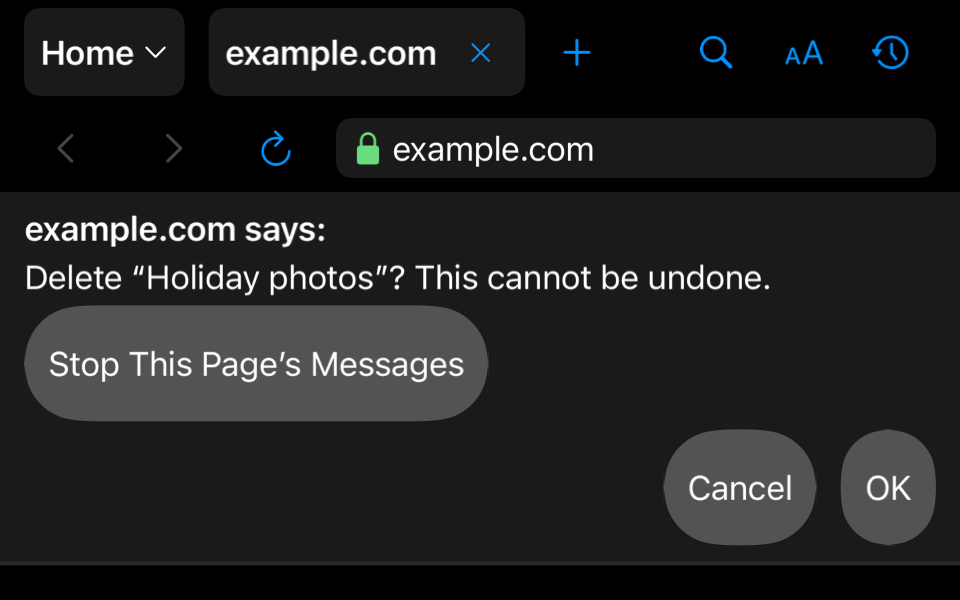 Home
example.com
AA
example.com
example.com says:
Delete “Holiday photos”? This cannot be undone.
Stop This Page’s Messages
Cancel
OK